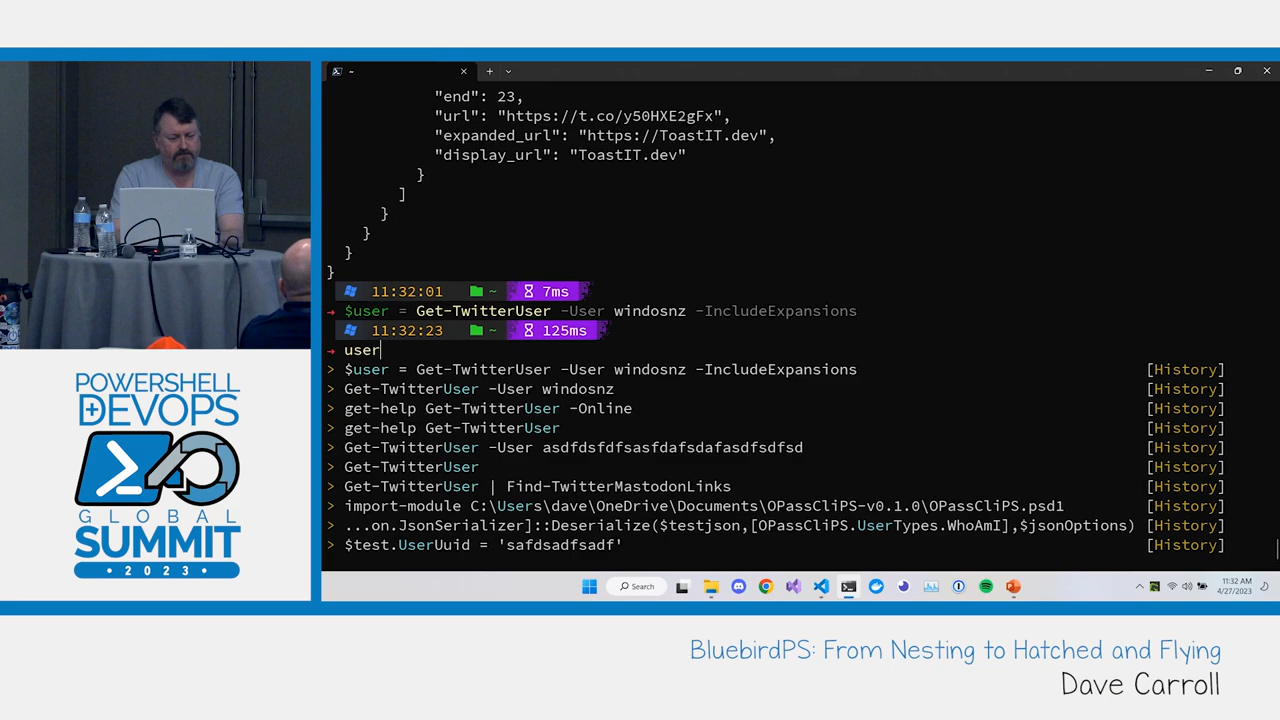 ~
"end": 23,
"url": "https://t.co/y50HXE2gFx",
"expanded_url": "https://ToastIT.dev",
"display_url": "ToastIT.dev"
}
]
}
}
}
}
11:32:01 ~ 7ms
→ $user = Get-TwitterUser -User windosnz -IncludeExpansions
11:32:23 ~ 125ms
→ user
> $user = Get-TwitterUser -User windosnz -IncludeExpansions [History]
> Get-TwitterUser -User windosnz [History]
> get-help Get-TwitterUser -Online [History]
> get-help Get-TwitterUser [History]
> Get-TwitterUser -User asdfdsfdfsasfdafsdafasdfsdfsd [History]
> Get-TwitterUser [History]
> Get-TwitterUser | Find-TwitterMastodonLinks [History]
> import-module C:\Users\dave\OneDrive\Documents\OPassCliPS-v0.1.0\OPassCliPS.psd1 [History]
> ...on.JsonSerializer]::Deserialize($testjson,[OPassCliPS.UserTypes.WhoAmI],$jsonOptions) [History]
> $test.UserUuid = 'safdsadfsadf' [History]
Search
11:32 AM
4/27/2023
POWERSHELL
+DEVOPS
GLOBAL
SUMMIT
• 2023 •
BluebirdPS: From Nesting to Hatched and Flying
Dave Carroll